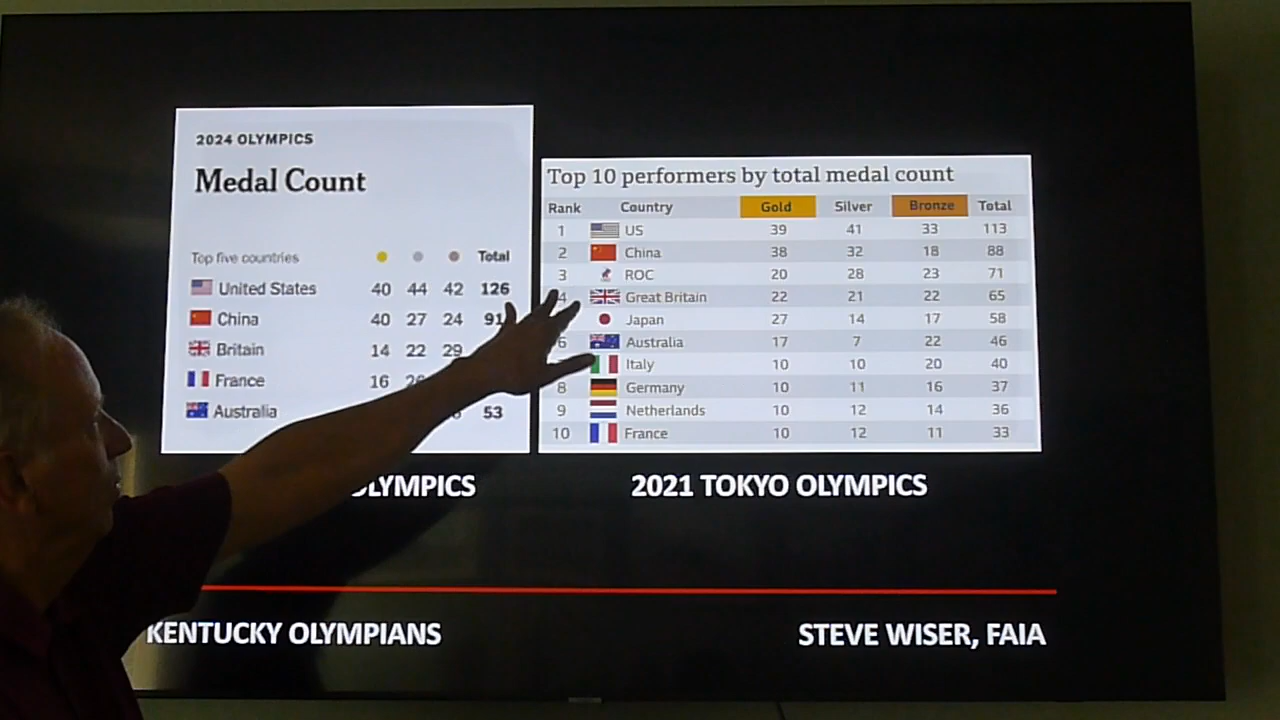 2024 OLYMPICS
Medal Count
Top five countries Total
United States 40 44 42 126
China 40 27 24 91
Britain 14 22 29
France 16
Australia 53
Top 10 performers by total medal count
Rank Country Gold Silver Bronze Total
1 US 39 41 33 113
2 China 38 32 18 88
3 ROC 20 28 23 71
4 Great Britain 22 21 22 65
Japan 27 14 17 58
6 Australia 17 7 22 46
Italy 10 10 20 40
8 Germany 10 11 16 37
9 Netherlands 10 12 14 36
10 France 10 12 11 33
OLYMPICS
2021 TOKYO OLYMPICS
KENTUCKY OLYMPIANS
STEVE WISER, FAIA